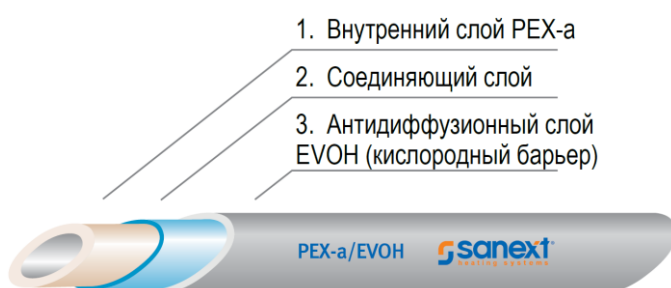 1. Внутренний слой PEX-a
2. Соединяющий слой
3. Антидиффузионный слой
EVOH (кислородный барьер)
PEX-a/EVOH sanext
heating systems